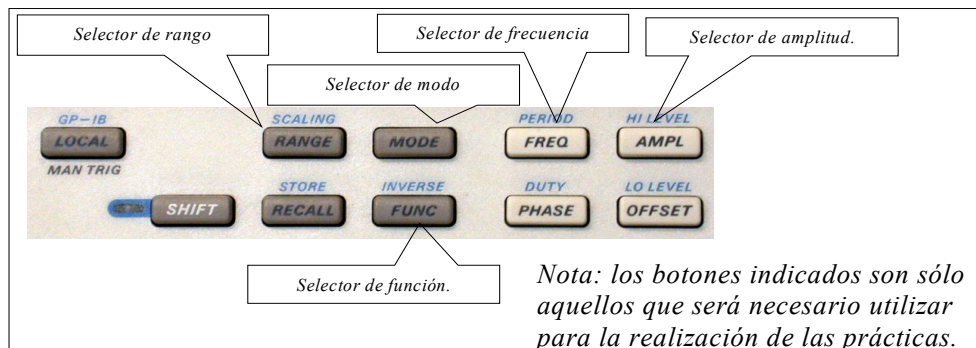 Selector de rango
Selector de frecuencia
Selector de amplitud.
Selector de modo
GP-IB
SCALING
PERIOD
HI LEVEL
LOCAL
RANGE
MODE
FREQ
AMPL
MAN TRIG
STORE
INVERSE
DUTY
LO LEVEL
SHIFT
RECALL
FUNC
PHASE
OFFSET
Selector de función.
Nota: los botones indicados son sólo
aquellos que será necesario utilizar
para la realización de las prácticas.